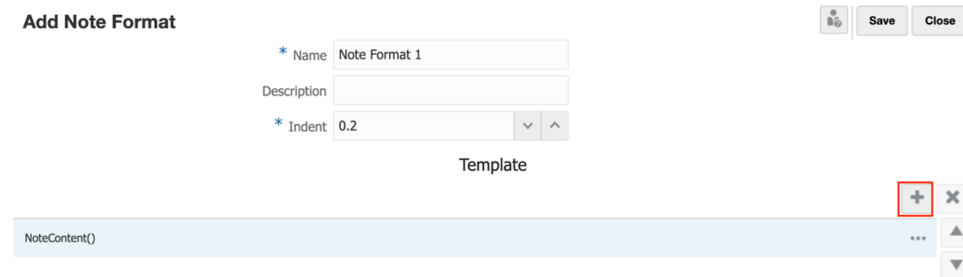 Add Note Format
Save
Close
* Name Note Format 1
Description
* Indent 0.2
Template
NoteContent()